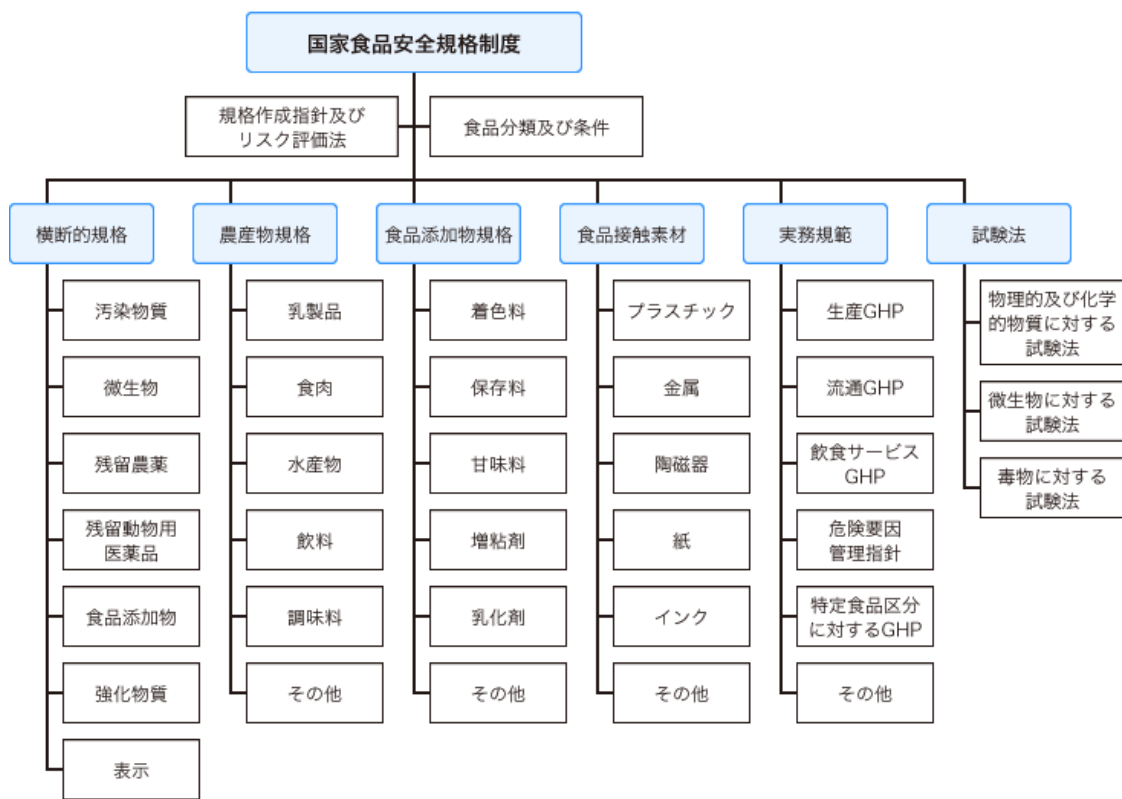 国家食品安全規格制度
規格作成指針及び
リスク評価法
食品分類及び条件
横断的規格
農産物規格
食品添加物規格
食品接触素材
実務規範
試験法
汚染物質
微生物
残留農薬
残留動物用
医薬品
食品添加物
強化物質
表示
乳製品
食肉
水産物
飲料
調味料
その他
着色料
保存料
甘味料
増粘剤
乳化剤
その他
プラスチック
金属
陶磁器
紙
インク
その他
生産GHP
流通GHP
飲食サービス
GHP
危険要因
管理指針
特定食品区分
に対するGHP
その他
物理的及び化学
的物質に対する
試験法
微生物に対する
試験法
毒物に対する
試験法